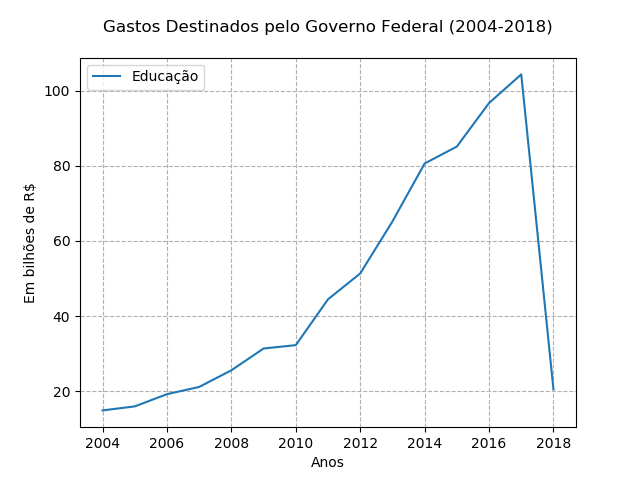 Gastos Destinados pelo Governo Federal (2004-2018)
Educação
100
80
60
40
20
Em bilhões de R$
2004 2006 2008 2010 2012 2014 2016 2018
Anos